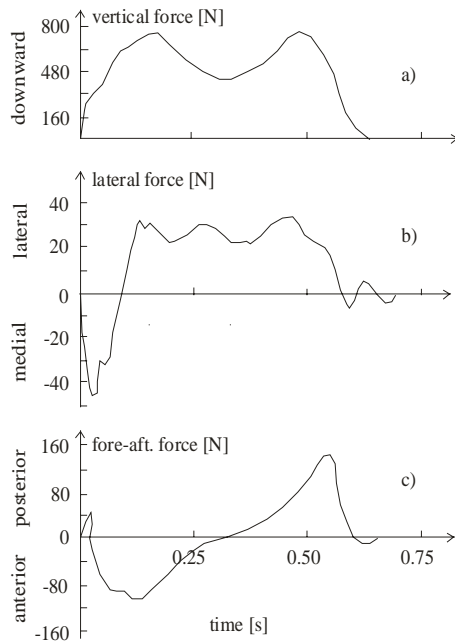 vertical force [N]
800
480
160
downward
a)
lateral force [N]
40
20
0
-20
-40
lateral
medial
b)
fore-aft. force [N]
160
80
0
-80
-160
posterior
anterior
c)
0.25
0.50
0.75
time [s]